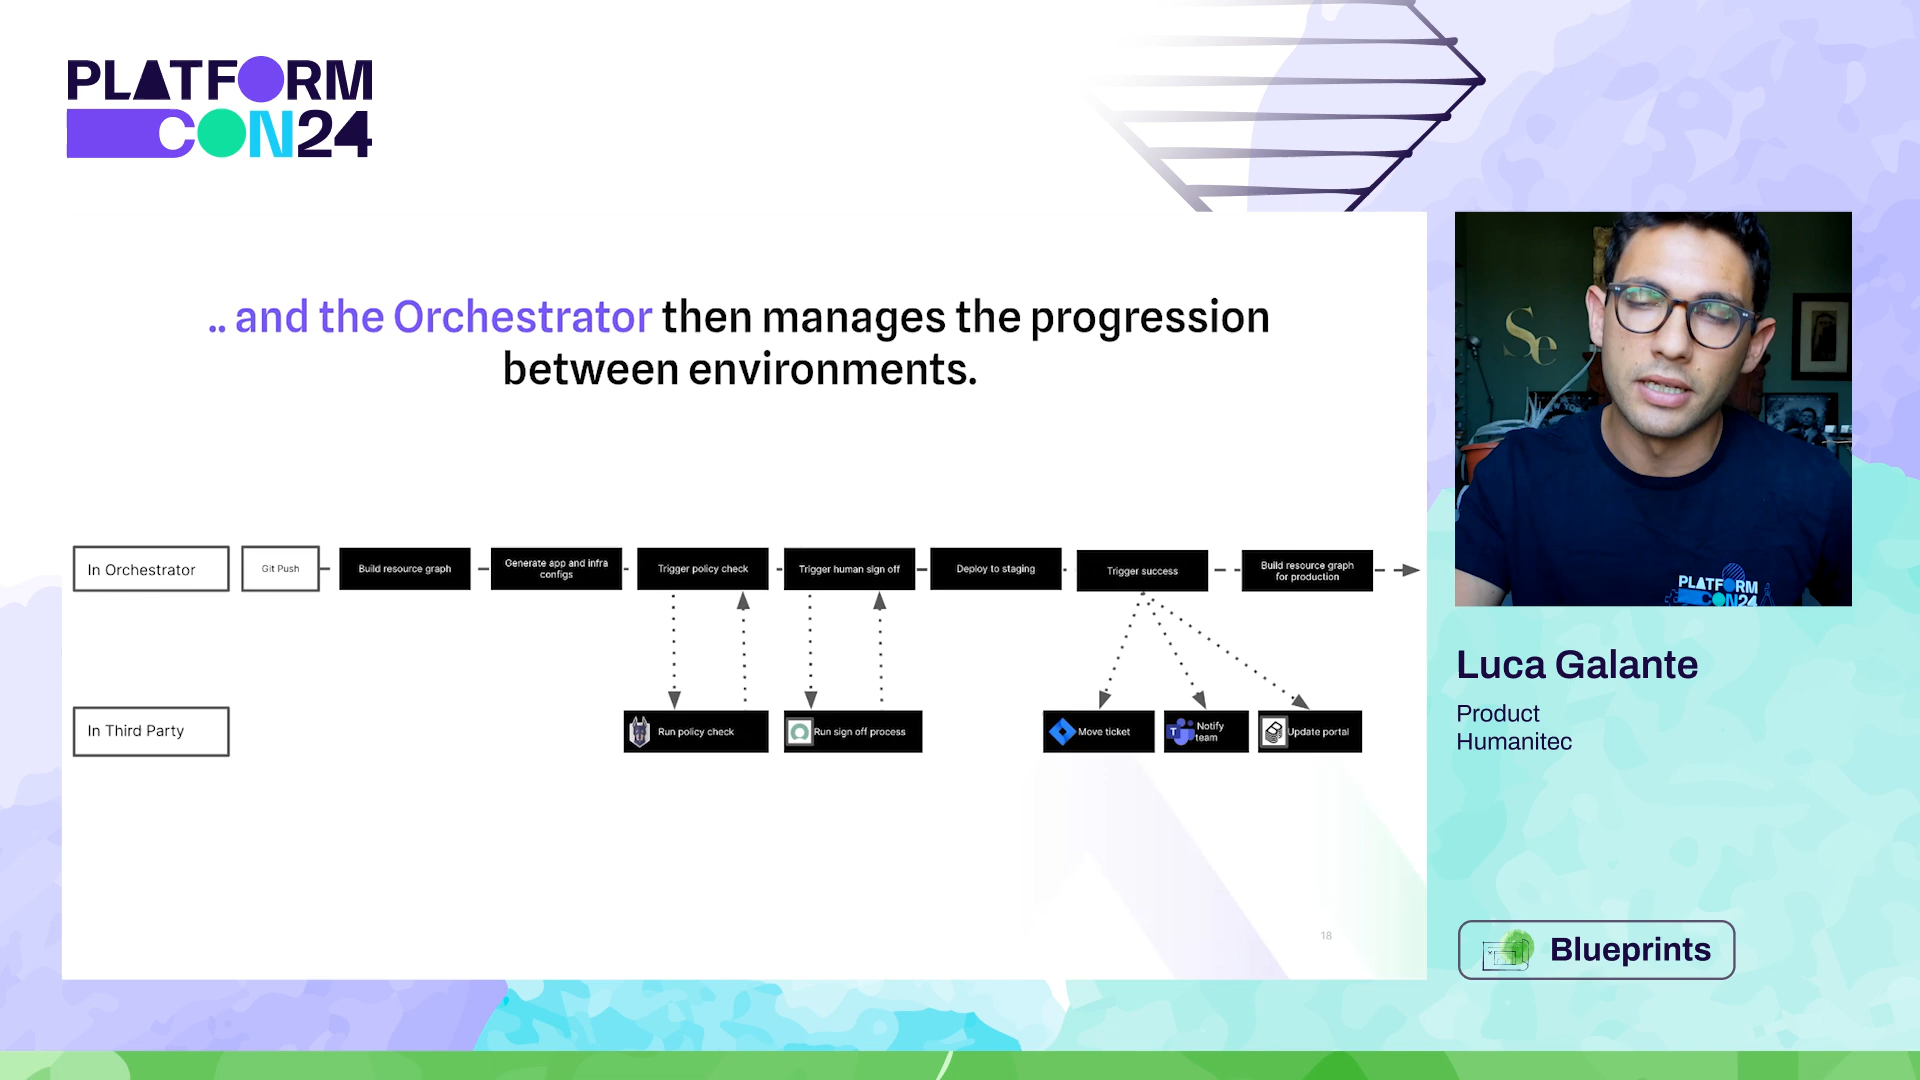 PLATFORM
CON24
.. and the Orchestrator then manages the progression
between environments.
In Orchestrator
Git Push
Build resource graph
Generate app and infra
configs
Trigger policy check
Trigger human sign off
Deploy to staging
Trigger success
Build resource graph
for production
In Third Party
Run policy check
Run sign off process
Move ticket
T
Notify
team
Update portal
18
Se
PLATFORM
CON24
Luca Galante
Product
Humanitec
Blueprints